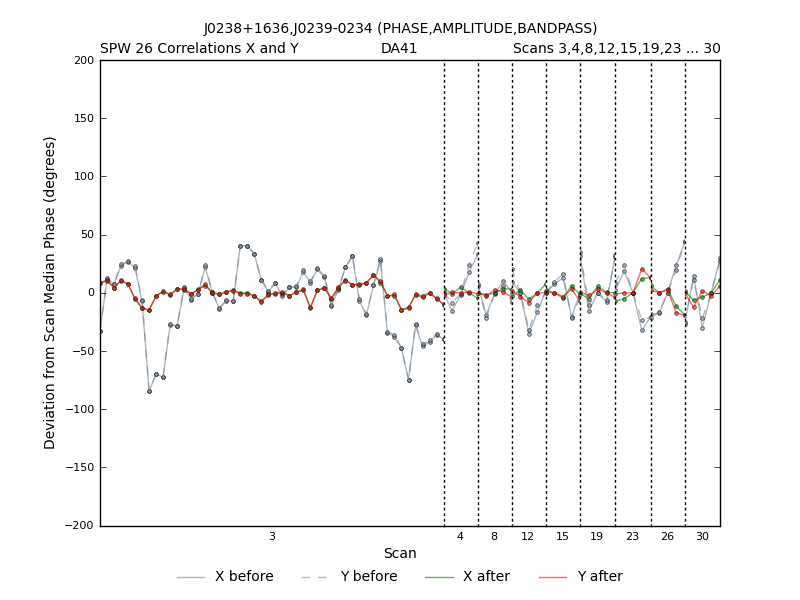 J0238+1636,J0239-0234 (PHASE,AMPLITUDE,BANDPASS)
SPW 26 Correlations X and Y DA41 Scans 3,4,8,12,15,19,23 ... 30
200
150
100
50
0
−50
−100
−150
−200
Deviation from Scan Median Phase (degrees)
3 4 8 12 15 19 23 26 30
Scan
X before Y before X after Y after